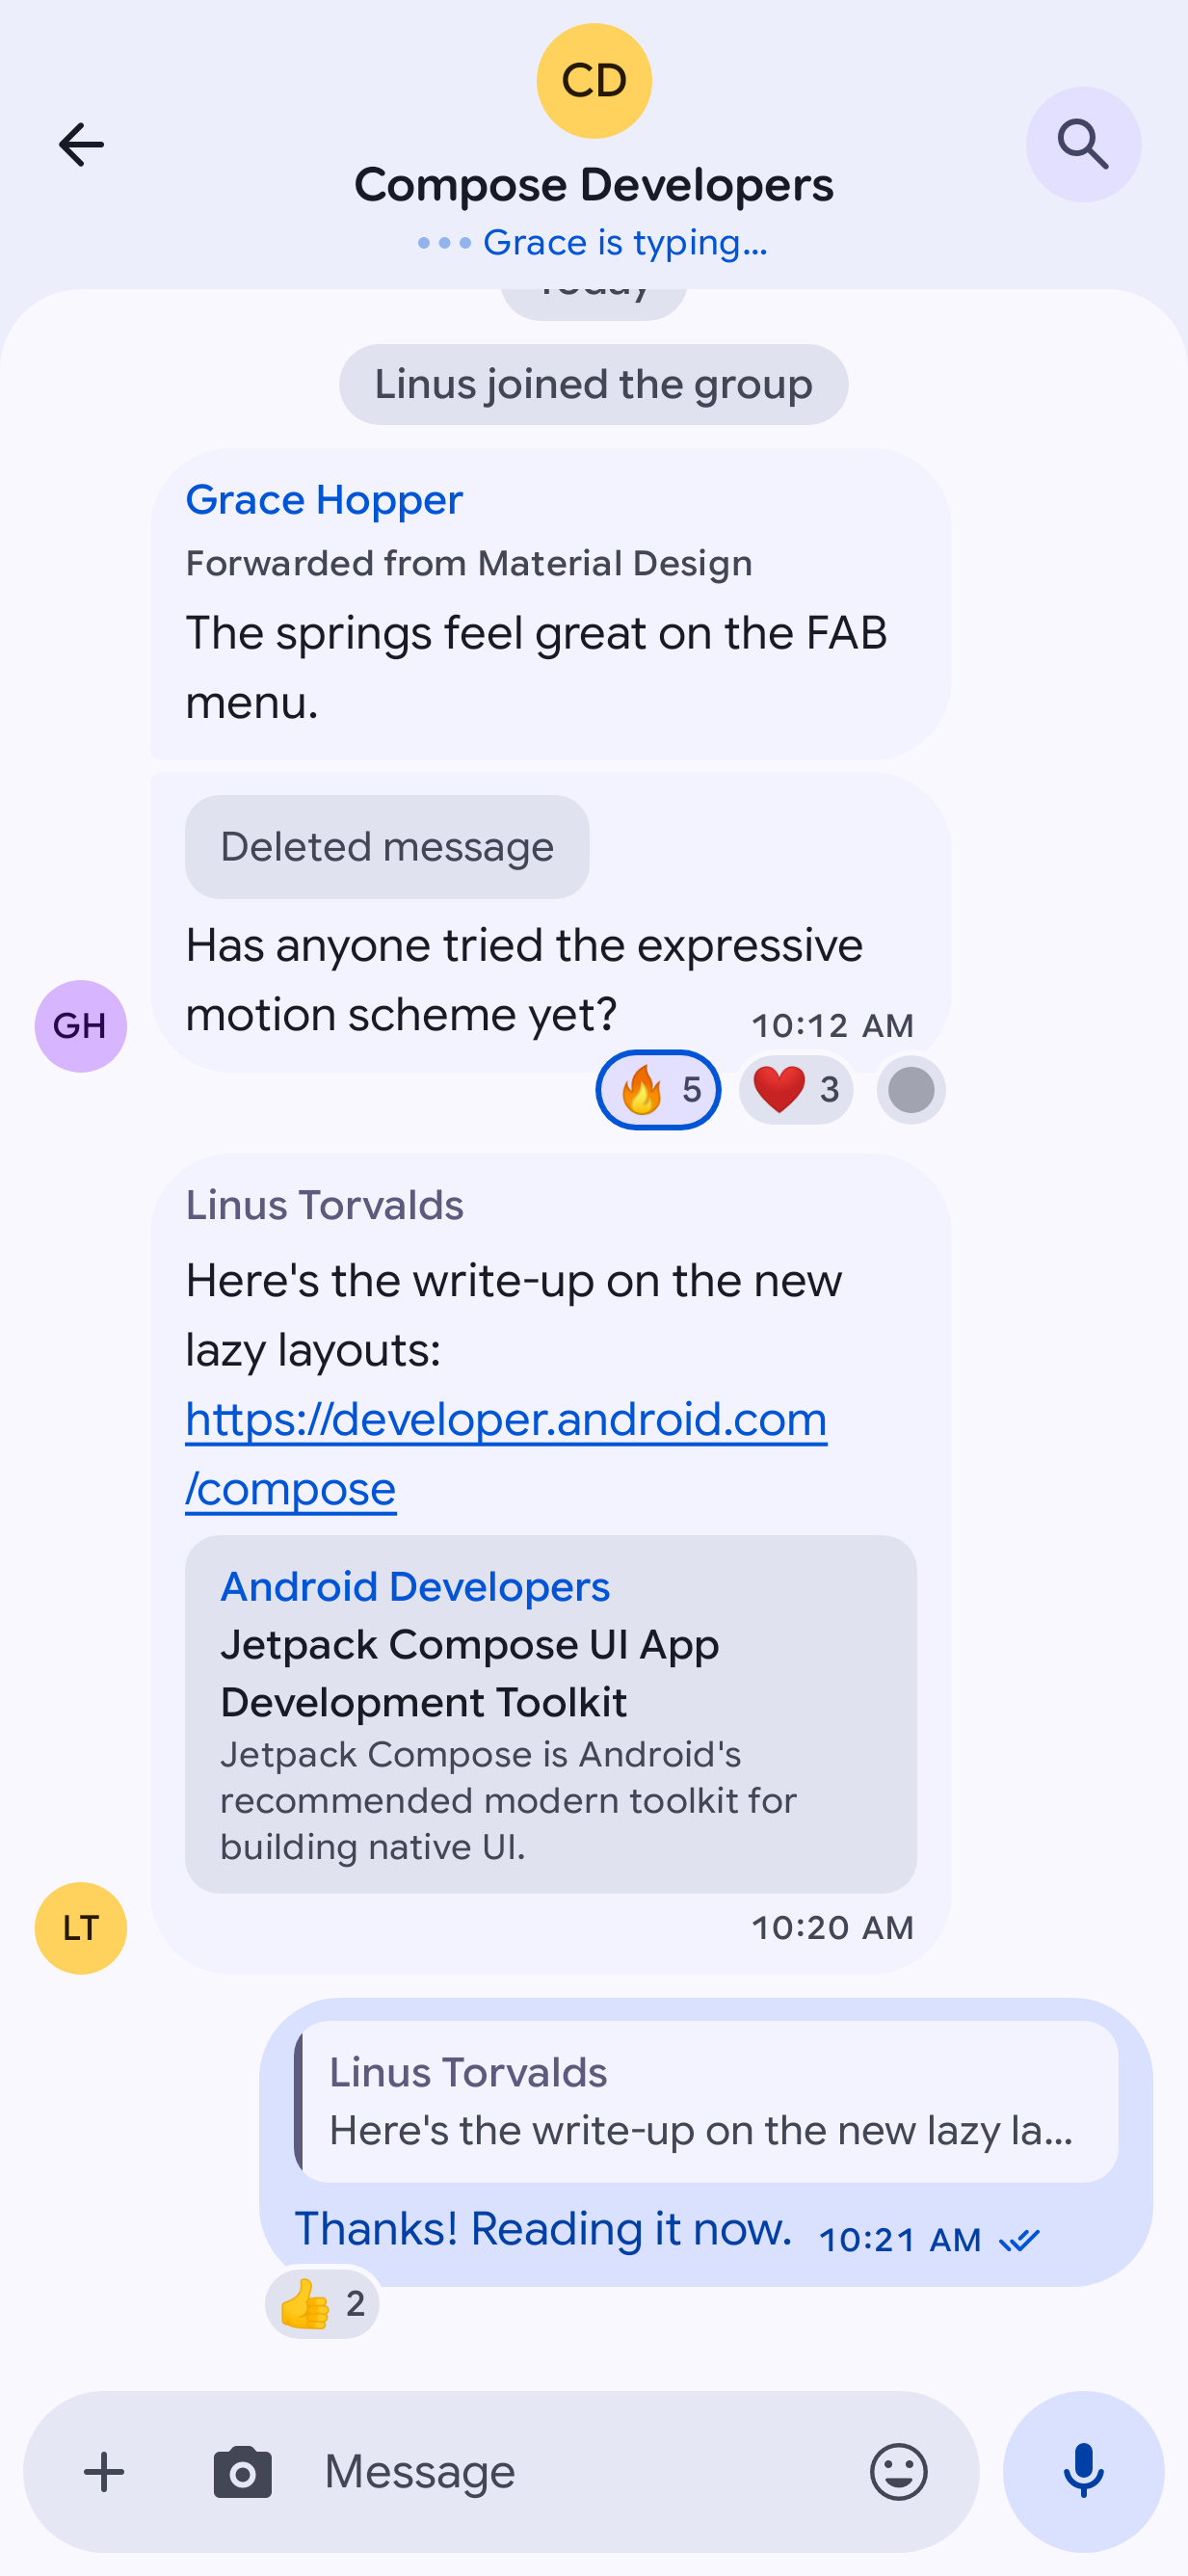 CD
Compose Developers
Grace is typing...
Today
Linus joined the group
Grace Hopper
Forwarded from Material Design
The springs feel great on the FAB
menu.
Deleted message
Has anyone tried the expressive
motion scheme yet?
10:12 AM
GH
🔥 5
❤️ 3
Linus Torvalds
Here's the write-up on the new
lazy layouts:
https://developer.android.com
/compose
Android Developers
Jetpack Compose UI App
Development Toolkit
Jetpack Compose is Android's
recommended modern toolkit for
building native UI.
10:20 AM
LT
Linus Torvalds
Here's the write-up on the new lazy la...
Thanks! Reading it now. 10:21 AM
👍 2
Message